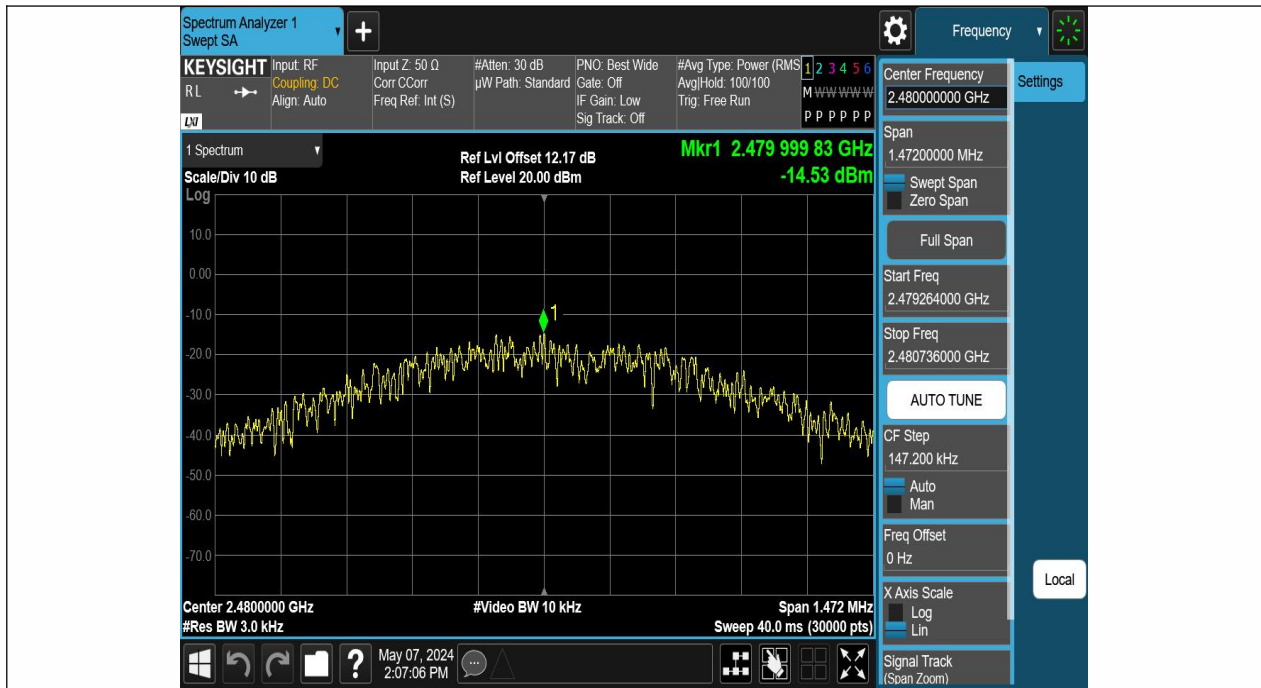 Spectrum Analyzer 1
Swept SA
+
Frequency
KEYSIGHT
R L
LXI
Input: RF
Coupling: DC
Align: Auto
Input Z: 50 Ω
Corr CCorr
Freq Ref: Int (S)
#Atten: 30 dB
µW Path: Standard
PNO: Best Wide
Gate: Off
IF Gain: Low
Sig Track: Off
#Avg Type: Power (RMS
Avg|Hold: 100/100
Trig: Free Run
1 2 3 4 5 6
M W W W W W
P P P P P P
1 Spectrum
Scale/Div 10 dB
Log
Ref Lvl Offset 12.17 dB
Ref Level 20.00 dBm
Mkr1 2.479 999 83 GHz
-14.53 dBm
10.0
0.00
-10.0
-20.0
-30.0
-40.0
-50.0
-60.0
-70.0
1
Center 2.4800000 GHz
#Res BW 3.0 kHz
#Video BW 10 kHz
Span 1.472 MHz
Sweep 40.0 ms (30000 pts)
?
May 07, 2024
2:07:06 PM
Center Frequency
2.480000000 GHz
Settings
Span
1.47200000 MHz
Swept Span
Zero Span
Full Span
Start Freq
2.479264000 GHz
Stop Freq
2.480736000 GHz
AUTO TUNE
CF Step
147.200 kHz
Auto
Man
Freq Offset
0 Hz
Local
X Axis Scale
Log
Lin
Signal Track
(Span Zoom)